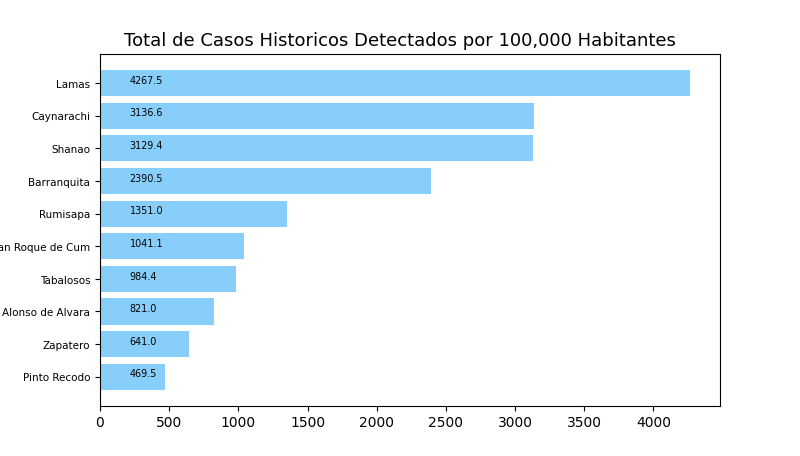 Total de Casos Historicos Detectados por 100,000 Habitantes
Lamas 4267.5
Caynarachi 3136.6
Shanao 3129.4
Barranquita 2390.5
Rumisapa 1351.0
an Roque de Cum 1041.1
Tabalosos 984.4
Alonso de Alvara 821.0
Zapatero 641.0
Pinto Recodo 469.5
0 500 1000 1500 2000 2500 3000 3500 4000